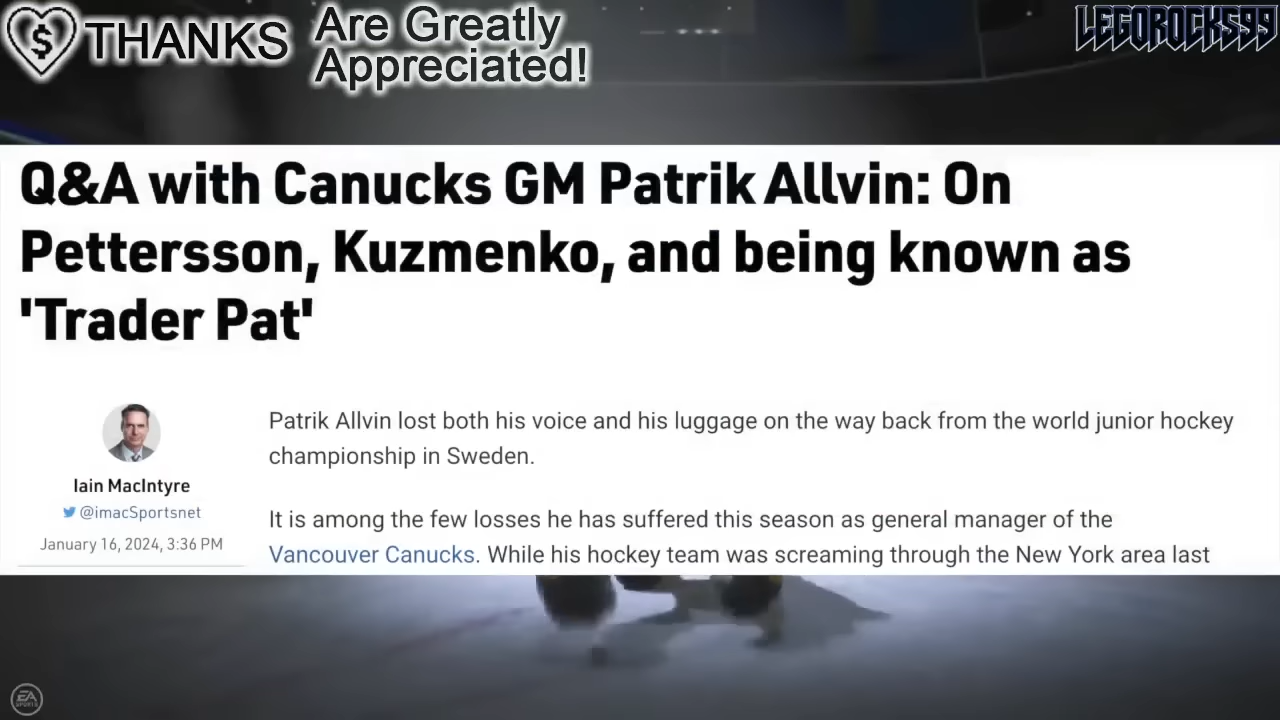 THANKS Are Greatly
Appreciated!
LEGOROCKS99
Q&A with Canucks GM Patrik Allvin: On
Pettersson, Kuzmenko, and being known as
'Trader Pat'
Patrik Allvin lost both his voice and his luggage on the way back from the world junior hockey
championship in Sweden.
Iain MacIntyre
@imacSportsnet
January 16, 2024, 3:36 PM
It is among the few losses he has suffered this season as general manager of the
Vancouver Canucks. While his hockey team was screaming through the New York area last
EA
SPORTS